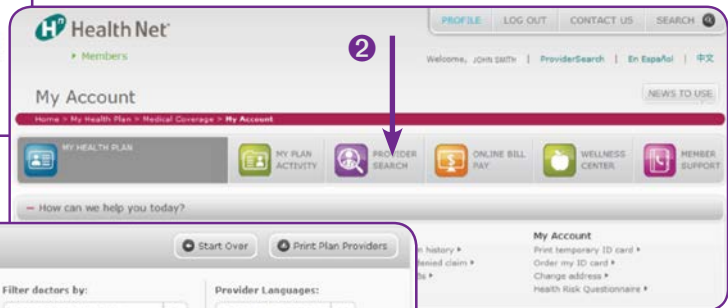 Health Net
PROFILE LOG OUT CONTACT US SEARCH
Members
2
Welcome, JOHN SMITH | ProviderSearch | En Español | 中文
My Account
NEWS TO USE
Home > My Health Plan > Medical Coverage > My Account
MY HEALTH PLAN
MY PLAN ACTIVITY
PROVIDER SEARCH
ONLINE BILL PAY
WELLNESS CENTER
MEMBER SUPPORT
How can we help you today?
Start Over
Print Plan Providers
Filter doctors by:
Provider Languages:
history
denied claim
My Account
Print temporary ID card
Order my ID card
Change address
Health Risk Questionnaire